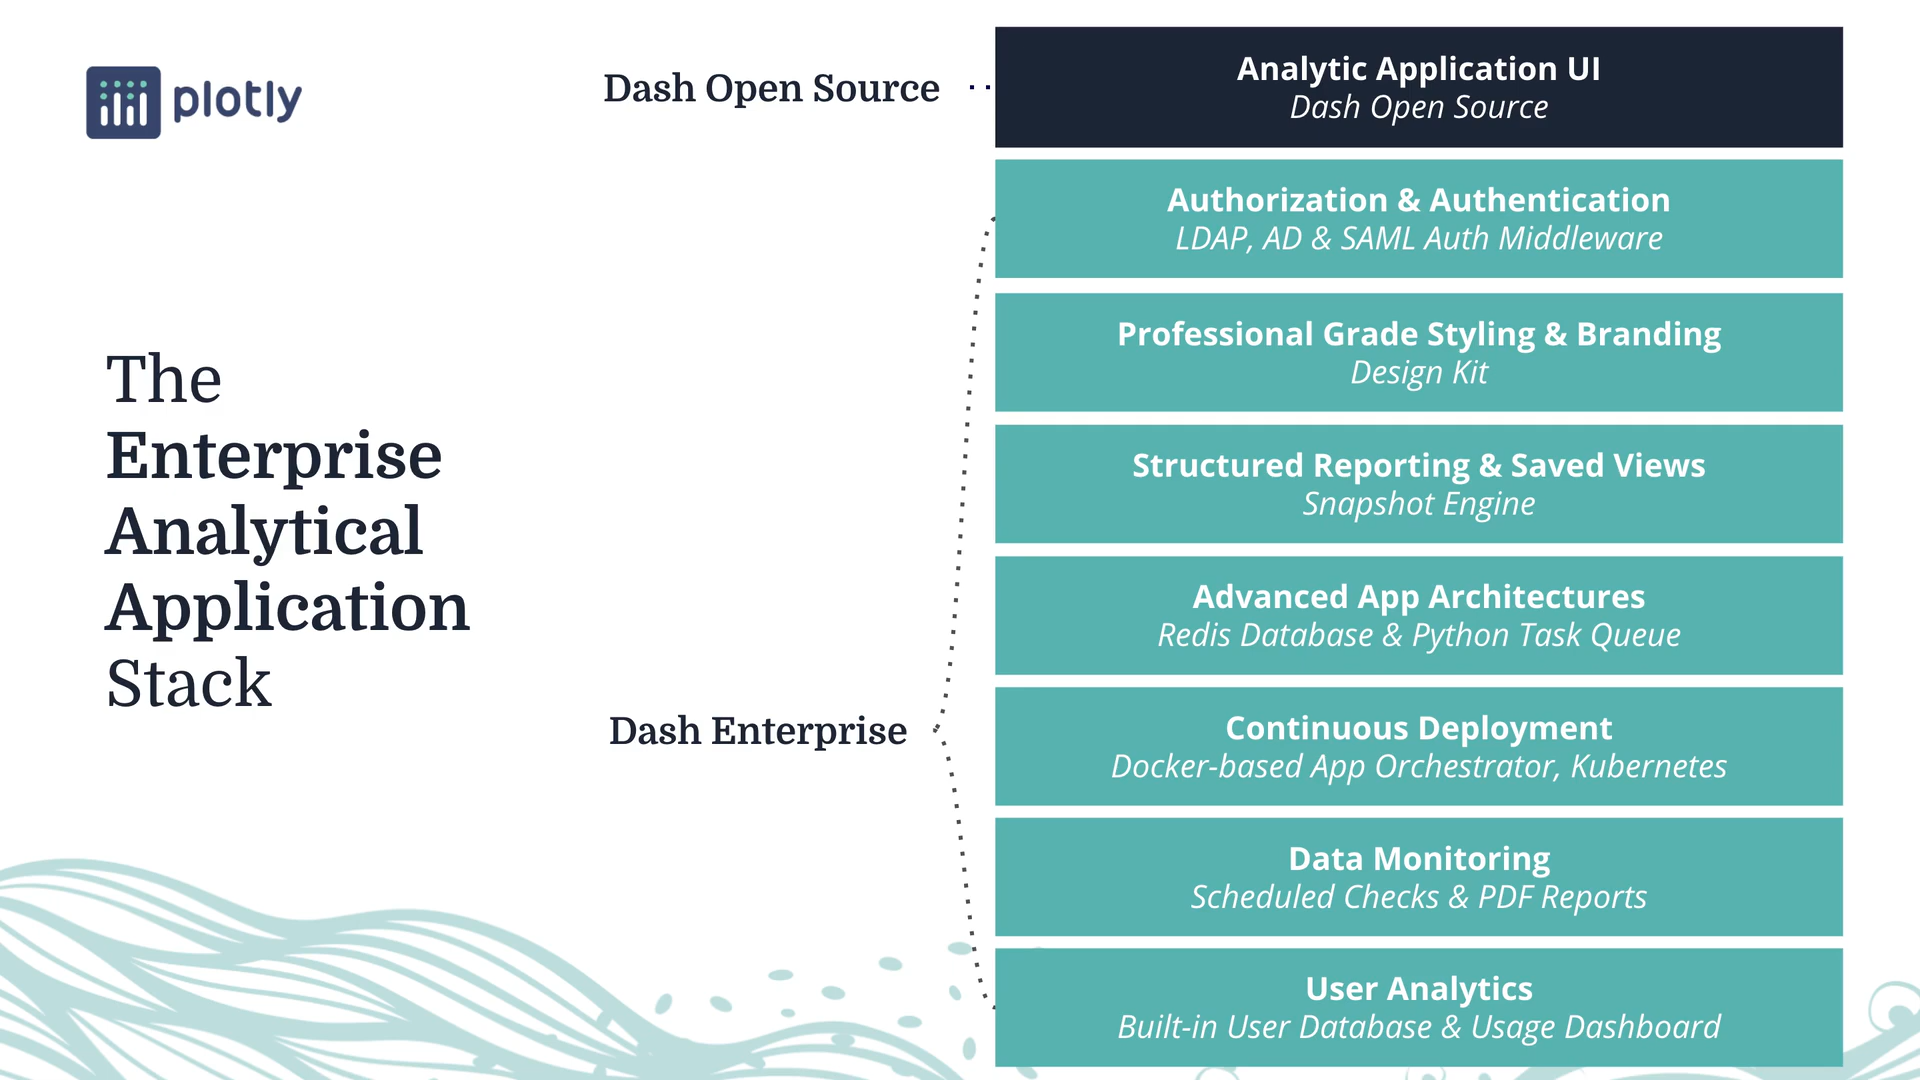 plotly
The
Enterprise
Analytical
Application
Stack
Dash Open Source
Dash Enterprise
Analytic Application UI
Dash Open Source
Authorization & Authentication
LDAP, AD & SAML Auth Middleware
Professional Grade Styling & Branding
Design Kit
Structured Reporting & Saved Views
Snapshot Engine
Advanced App Architectures
Redis Database & Python Task Queue
Continuous Deployment
Docker-based App Orchestrator, Kubernetes
Data Monitoring
Scheduled Checks & PDF Reports
User Analytics
Built-in User Database & Usage Dashboard